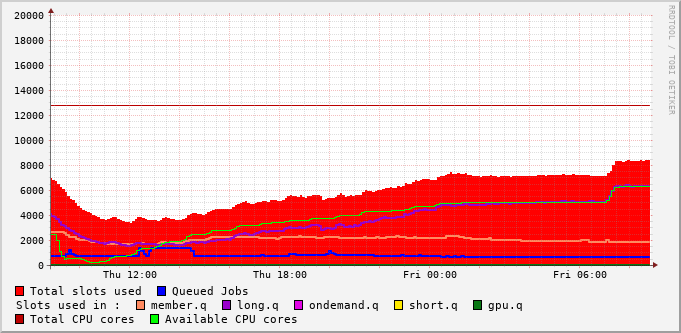 RRDTOOL / TOBI OETIKER
20000
18000
16000
14000
12000
10000
8000
6000
4000
2000
0
Thu 12:00 Thu 18:00 Fri 00:00 Fri 06:00
Total slots used Queued Jobs
Slots used in : member.q long.q ondemand.q short.q gpu.q
Total CPU cores Available CPU cores